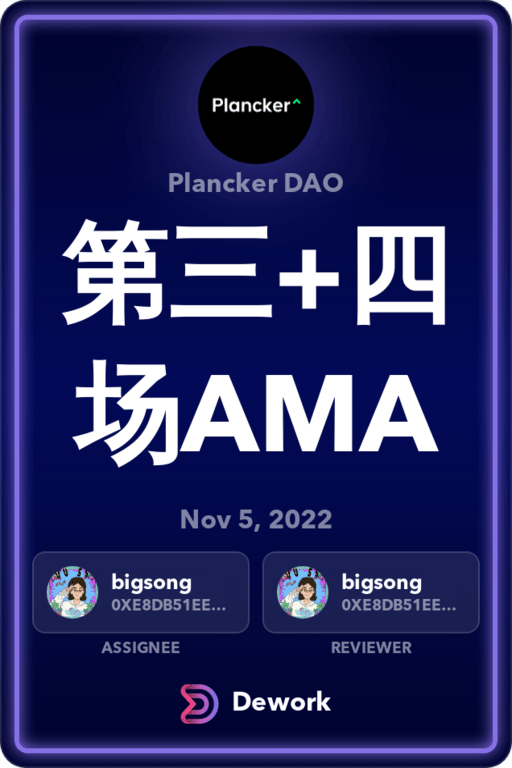 Plancker^
Plancker DAO
第三+四
场AMA
Nov 5, 2022
bigsong
0XE8DB51EE...
ASSIGNEE
bigsong
0XE8DB51EE...
REVIEWER
Dework